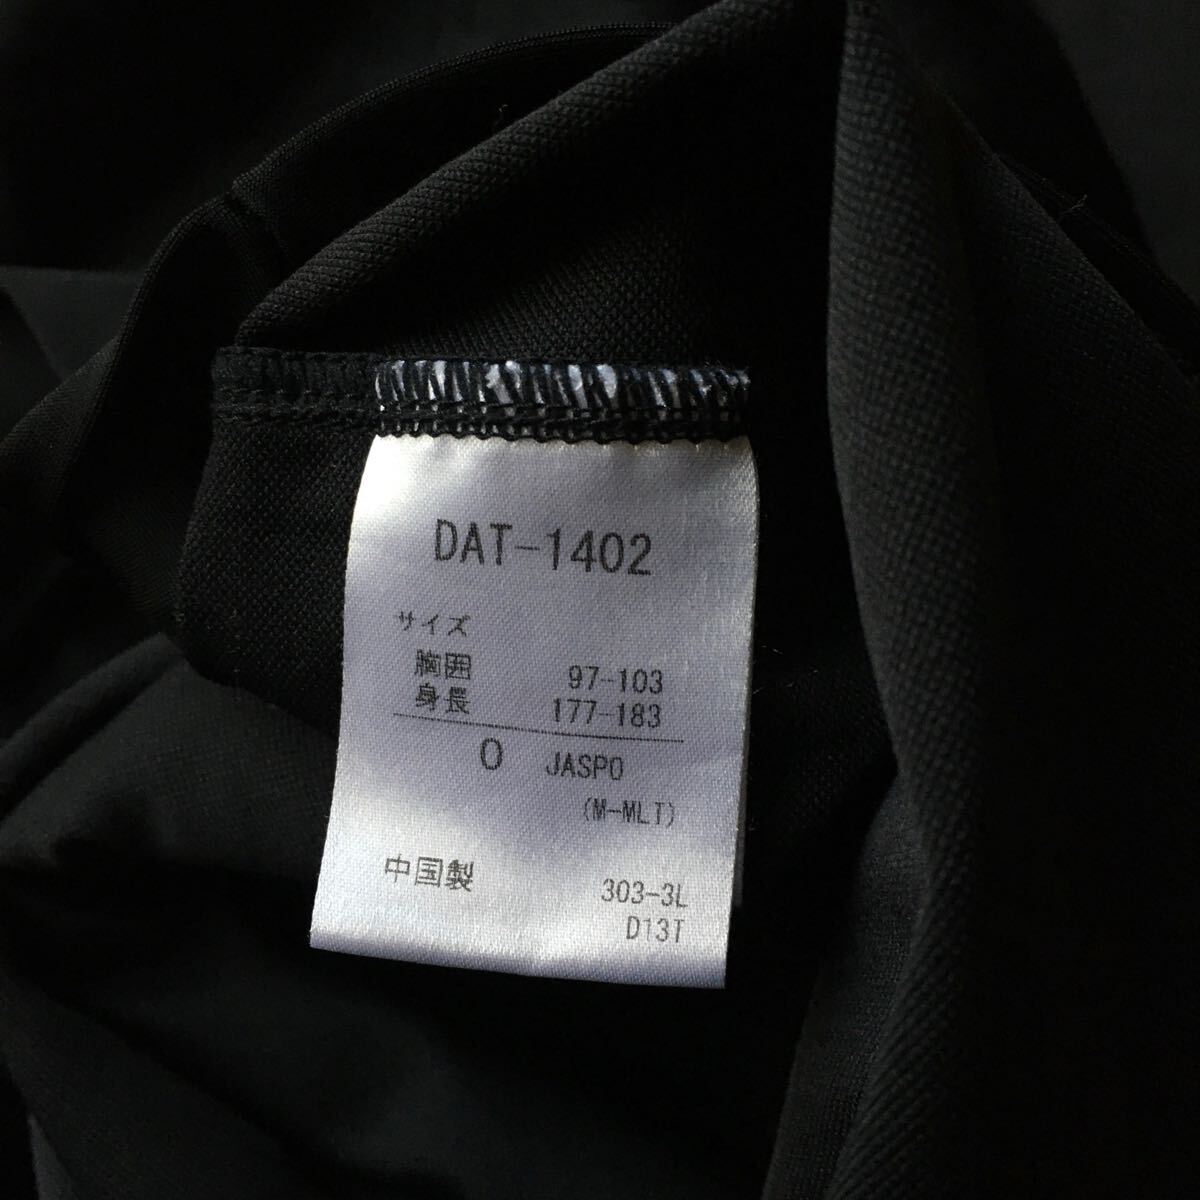 DAT-1402
サイズ
胸囲 97-103
身長 177-183
O JASPO
(M-MLT)
中国製 303-3L
D13T